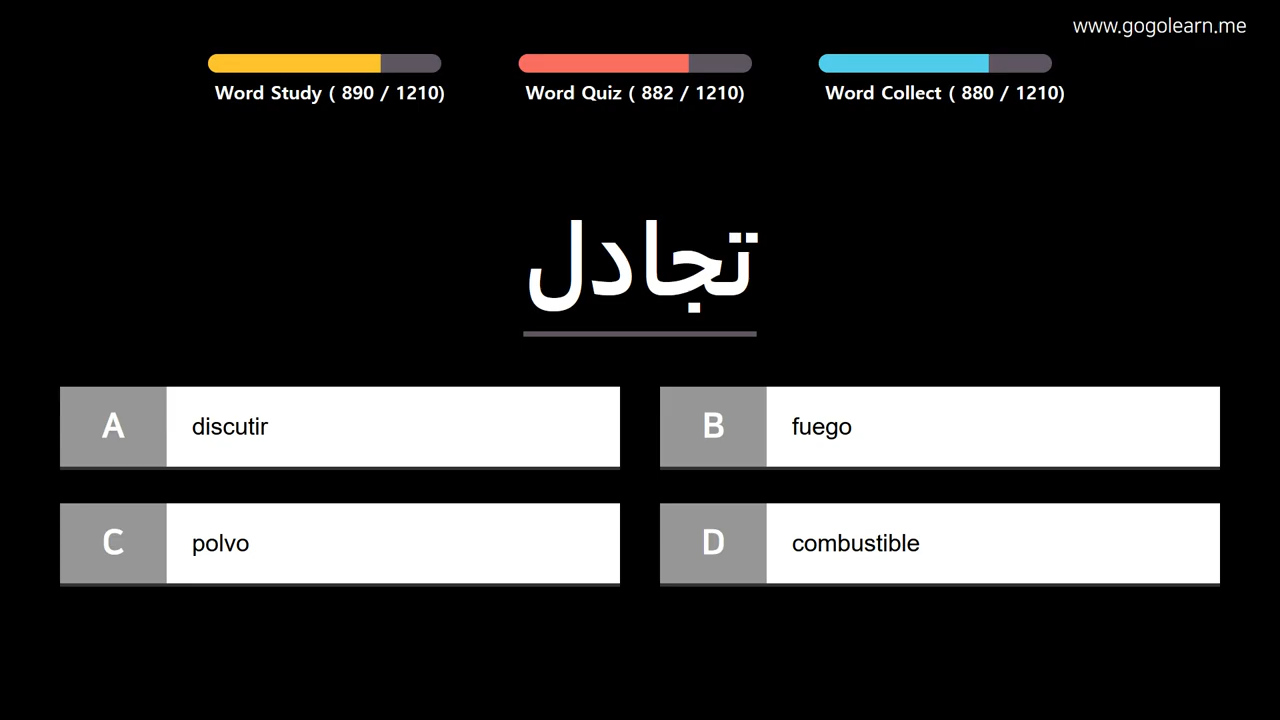 www.gogolearn.me
Word Study ( 890 / 1210)
Word Quiz ( 882 / 1210)
Word Collect ( 880 / 1210)
تجادل
A discutir
B fuego
C polvo
D combustible